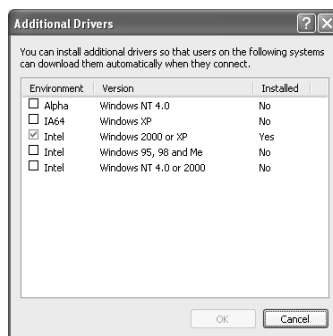 Additional Drivers
You can install additional drivers so that users on the following systems
can download them automatically when they connect.
Environment Version Installed
Alpha Windows NT 4.0 No
IA64 Windows XP No
Intel Windows 2000 or XP Yes
Intel Windows 95, 98 and Me No
Intel Windows NT 4.0 or 2000 No
OK Cancel